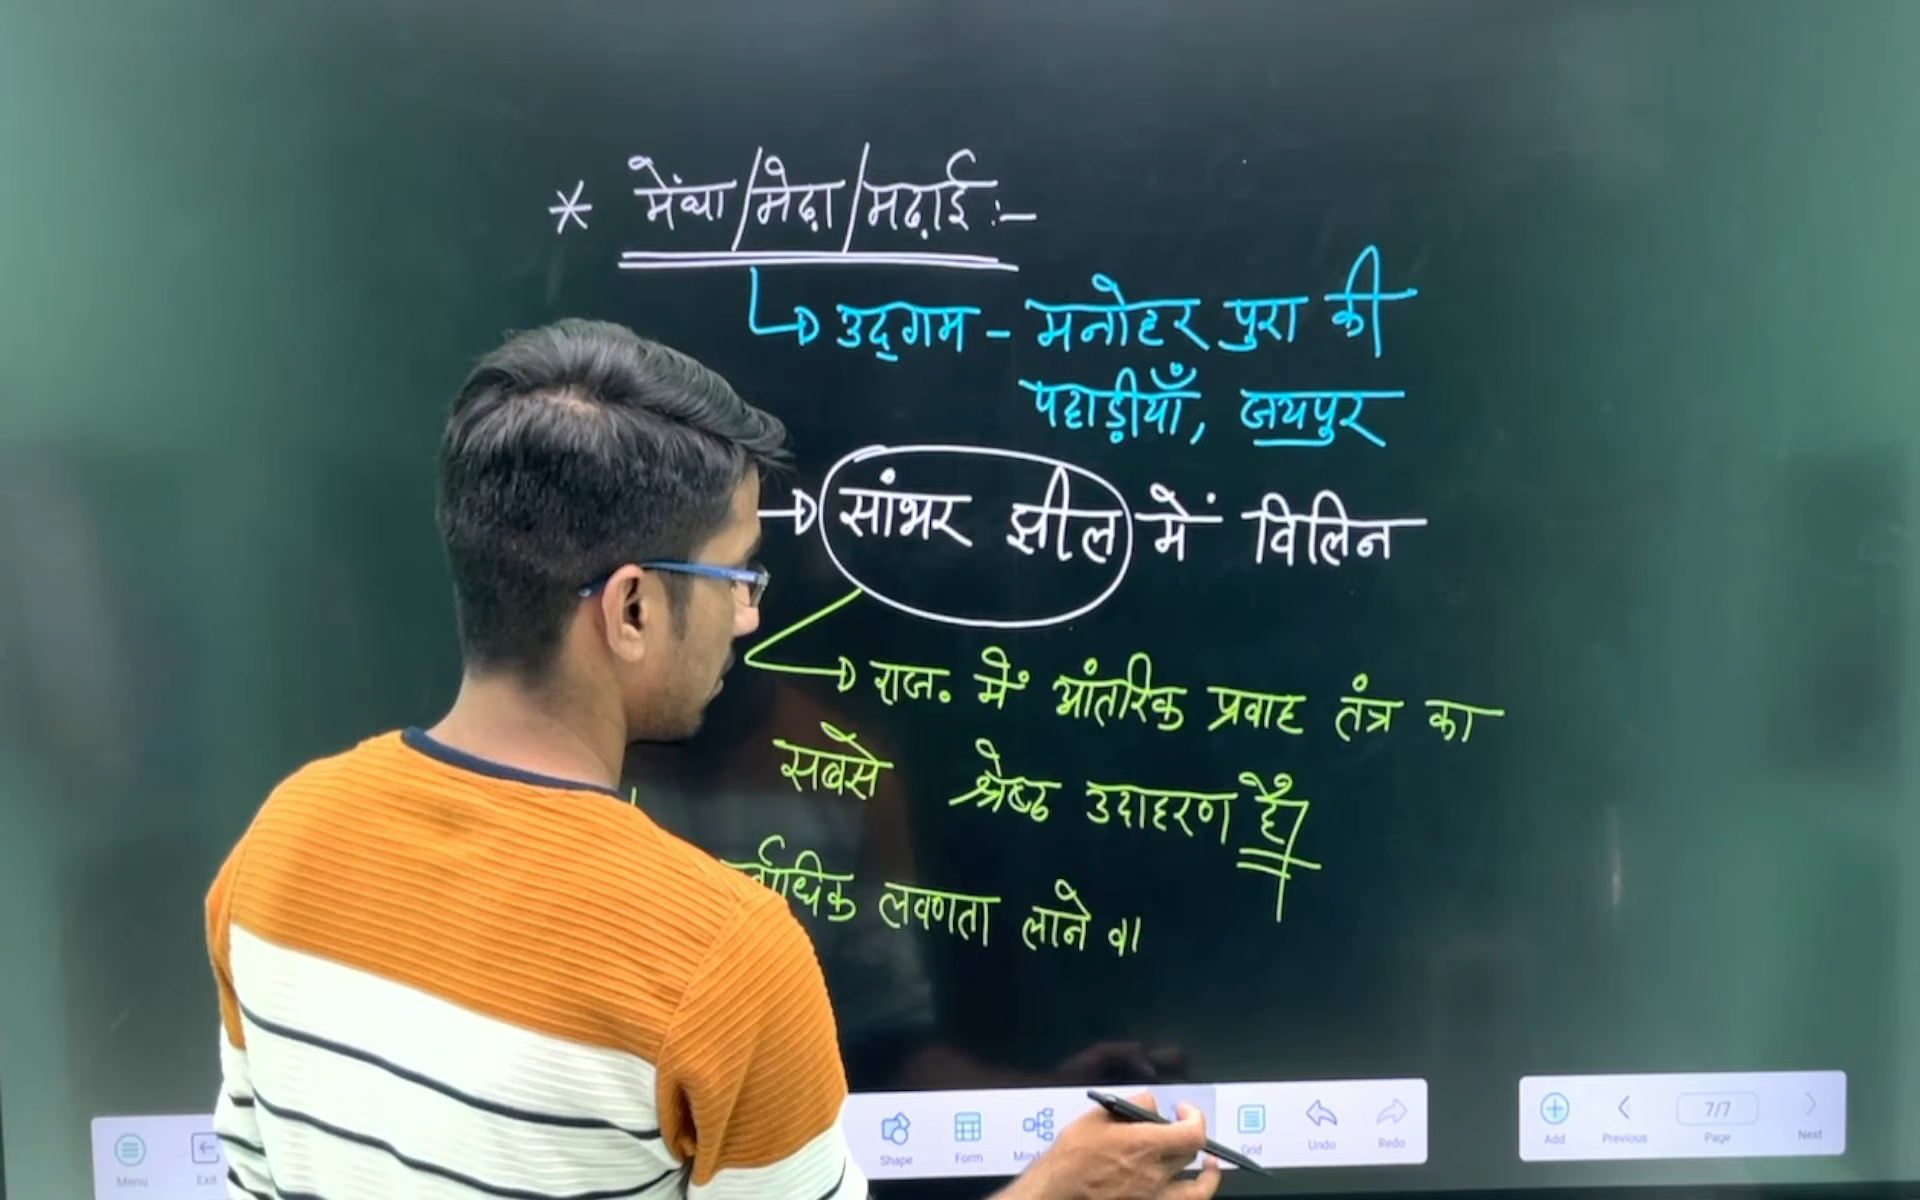 * मेंथा/मेढ़ा/मढ़ाई :-
→ उद्‌गम - मनोहर पुरा की
पहाड़ीयाँ, जयपुर
→ सांभर झील में विलिन
→ राज. में आंतरिक प्रवाह तंत्र का
सबसे श्रेष्ठ उदाहरण है।
लवणता लाने वा
Menu Exit Shape Form Grid Undo Redo
Add Previous 7/7 Page Next